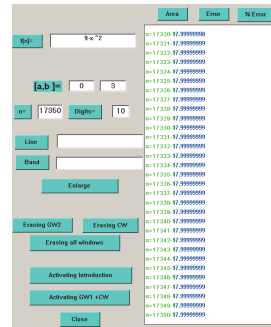 Area Error % Error
f(x)= 9-x.^2
[a,b]= 0 3
n= 17350 Digits= 10
Line
Band
Enlarge
Erasing GW2 Erasing CW
Erasing all windows
Activating Introduction
Activating GW1 +CW
Close
n=17320-17.99999998
n=17321-17.99999999
n=17322-17.99999999
n=17323-17.99999999
n=17324-17.99999999
n=17325-17.99999999
n=17326-17.99999999
n=17327-17.99999999
n=17328-17.99999999
n=17329-17.99999999
n=17330-17.99999999
n=17331-17.99999999
n=17332-17.99999999
n=17333-17.99999999
n=17334-17.99999999
n=17335-17.99999999
n=17336-17.99999999
n=17337-17.99999999
n=17338-17.99999999
n=17339-17.99999999
n=17340-17.99999999
n=17341-17.99999999
n=17342-17.99999999
n=17343-17.99999999
n=17344-17.99999999
n=17345-17.99999999
n=17346-17.99999999
n=17347-17.99999999
n=17348-17.99999999
n=17349-17.99999999
n=17350-17.99999999